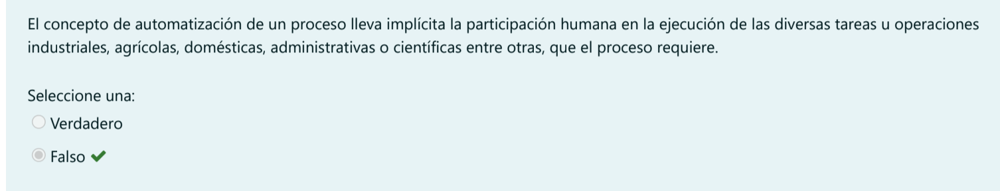 El concepto de automatización de un proceso lleva implícita la participación humana en la ejecución de las diversas tareas u operaciones
industriales, agrícolas, domésticas, administrativas o científicas entre otras, que el proceso requiere.
Seleccione una:
Verdadero
Falso